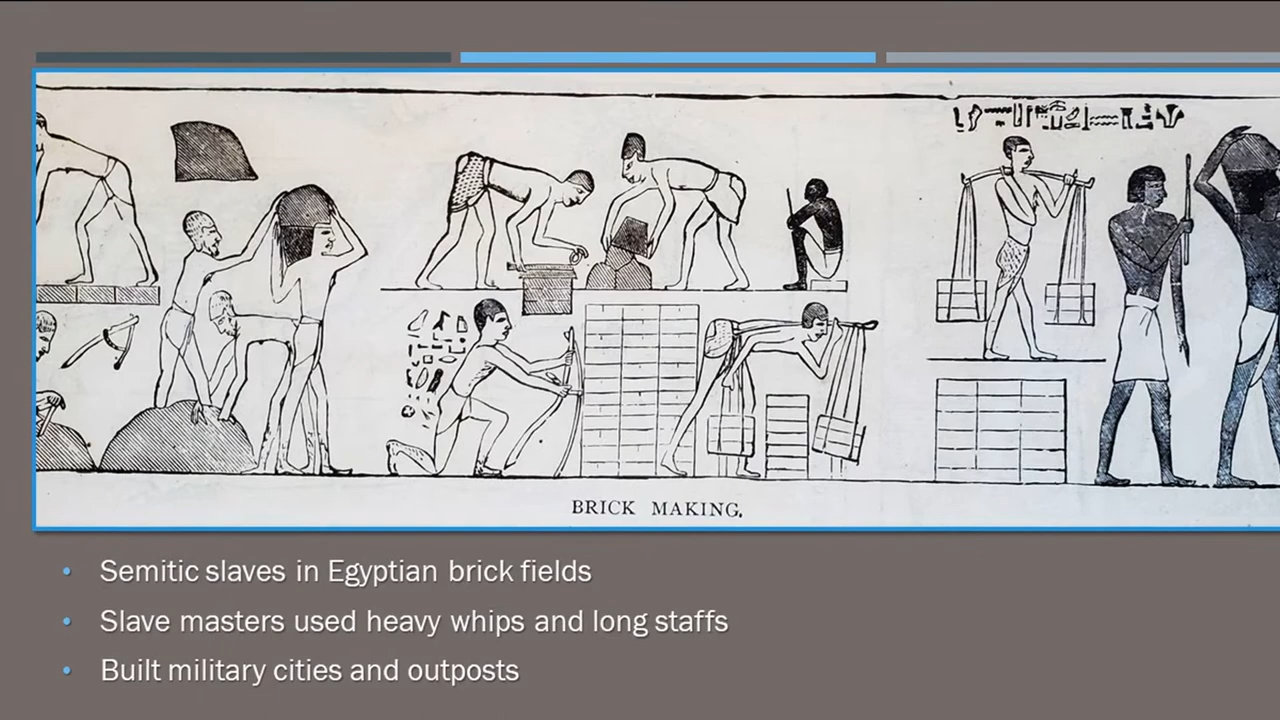 BRICK MAKING.
Semitic slaves in Egyptian brick fields
Slave masters used heavy whips and long staffs
Built military cities and outposts